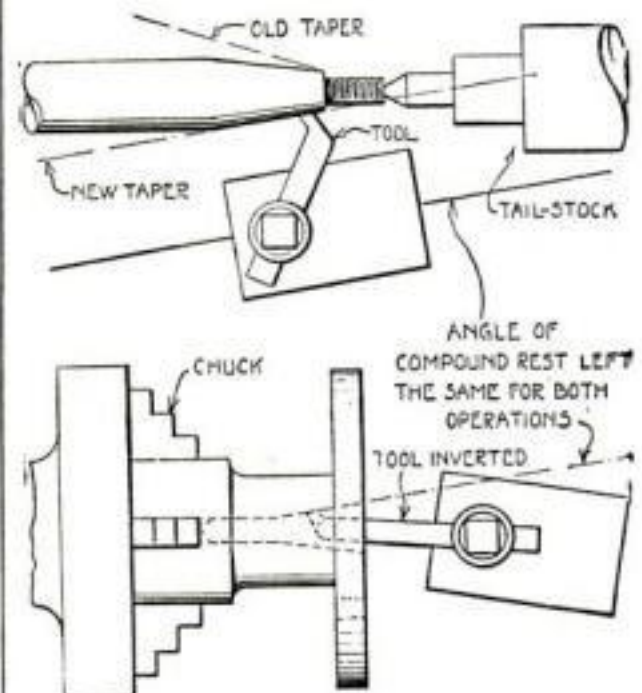 OLD TAPER
TOOL
NEW TAPER
TAIL-STOCK
ANGLE OF
COMPOUND REST LEFT
THE SAME FOR BOTH
OPERATIONS
CHUCK
TOOL INVERTED